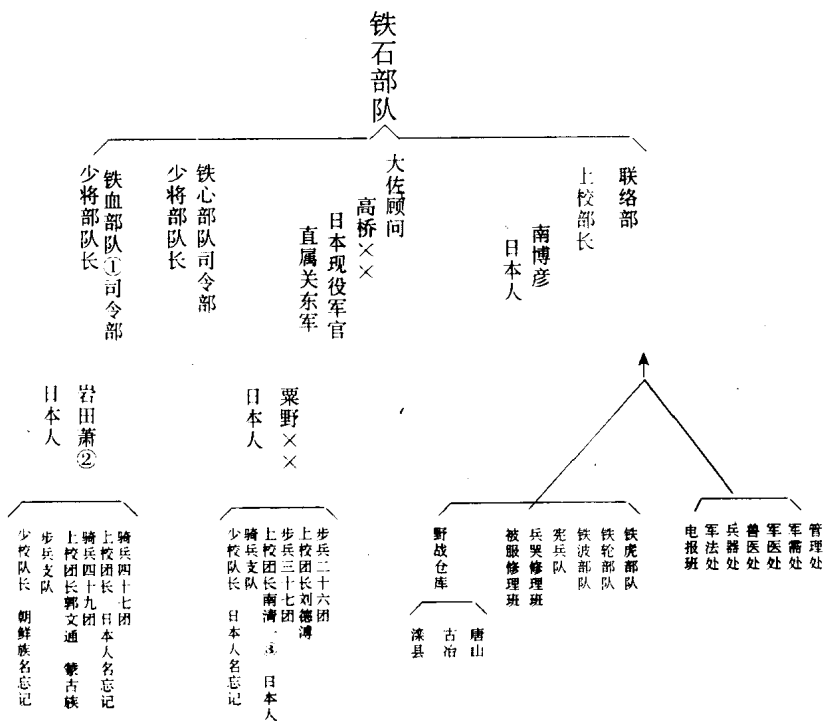 铁石部队
联络部
上校部长
南博彦
日本人
大佐顾问
高桥××
日本现役军官
直属关东军
铁心部队司令部
少将部队长
铁血部队①司令部
少将部队长
粟野××
日本人
岩田萧②
日本人
管理处
军需处
军医处
兽医处
兵器处
军法处
电报班
铁虎部队
铁轮部队
铁波部队
宪兵队
兵哭修理班
被服修理班
野战仓库
唐山
古冶
滦县
步兵二十六团
上校团长刘德溥
步兵三十七团
上校团长南清一③ 日本人
骑兵支队
少校队长 日本人名忘记
骑兵四十七团
上校团长 日本人名忘记
骑兵四十九团
上校团长郭文通 蒙古族
步兵支队
少校队长 朝鲜族名忘记